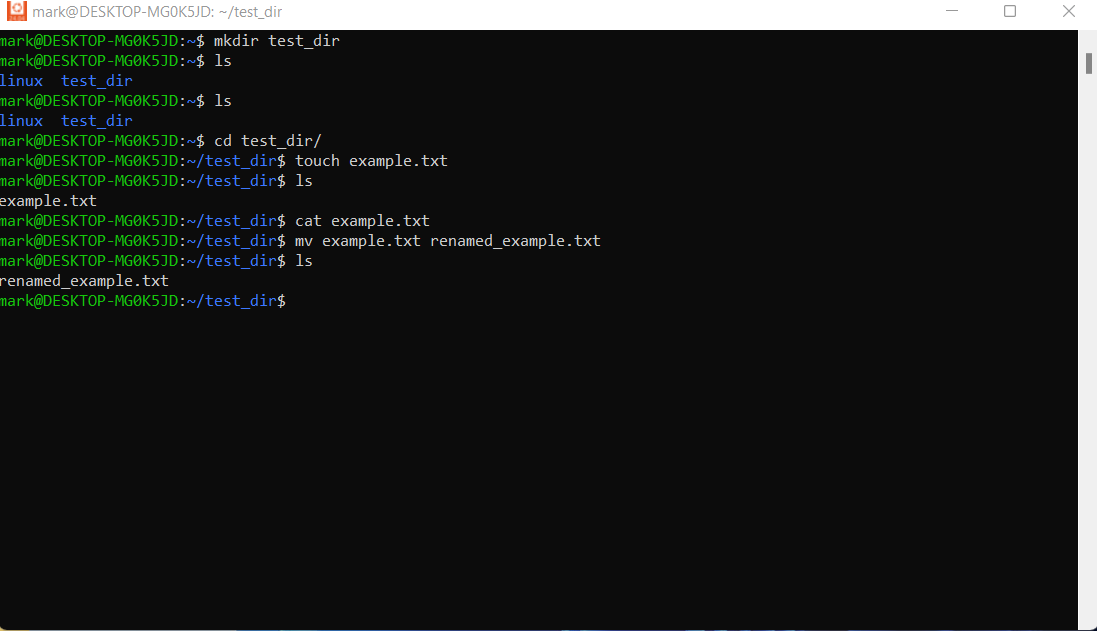 mark@DESKTOP-MG0K5JD: ~/test_dir
mark@DESKTOP-MG0K5JD:~$ mkdir test_dir
mark@DESKTOP-MG0K5JD:~$ ls
linux  test_dir
mark@DESKTOP-MG0K5JD:~$ ls
linux  test_dir
mark@DESKTOP-MG0K5JD:~$ cd test_dir/
mark@DESKTOP-MG0K5JD:~/test_dir$ touch example.txt
mark@DESKTOP-MG0K5JD:~/test_dir$ ls
example.txt
mark@DESKTOP-MG0K5JD:~/test_dir$ cat example.txt
mark@DESKTOP-MG0K5JD:~/test_dir$ mv example.txt renamed_example.txt
mark@DESKTOP-MG0K5JD:~/test_dir$ ls
renamed_example.txt
mark@DESKTOP-MG0K5JD:~/test_dir$